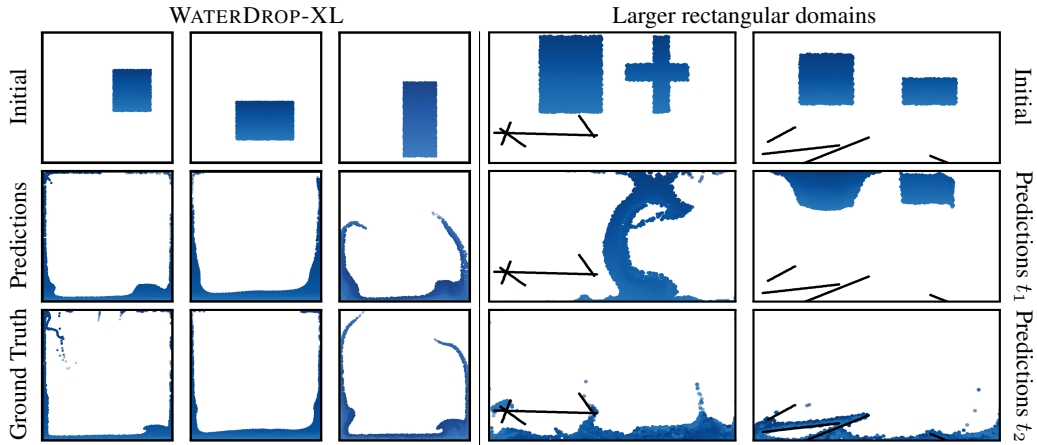 WATERDROP-XL
Larger rectangular domains
Initial
Initial
Predictions
Predictions t₁
Ground Truth
Predictions t₂